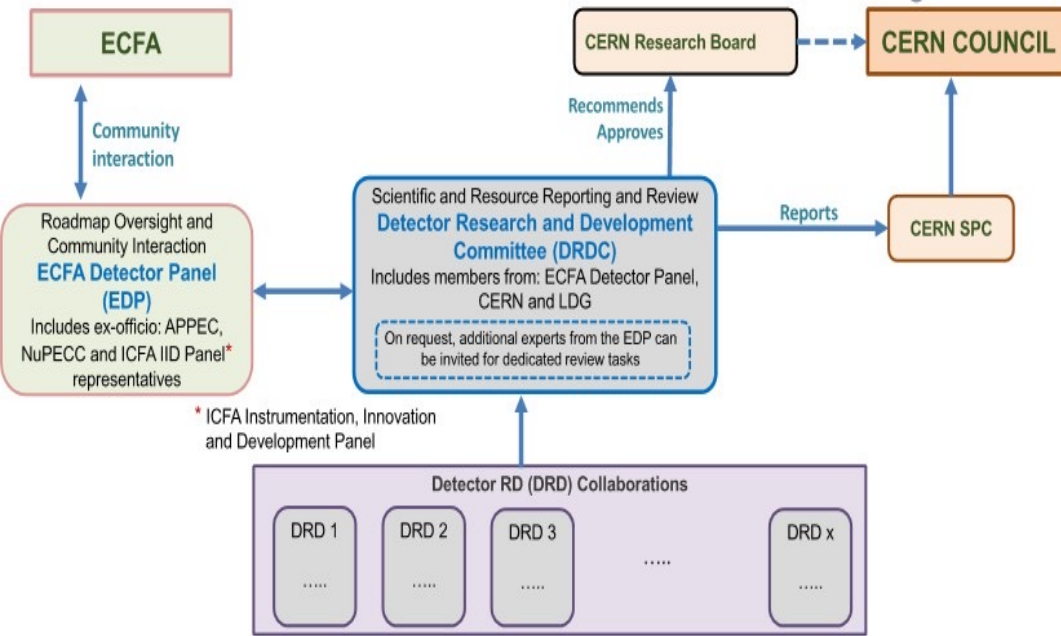 ECFA
CERN Research Board
CERN COUNCIL
Community
interaction
Recommends
Approves
Roadmap Oversight and
Community Interaction
ECFA Detector Panel
(EDP)
Includes ex-officio: APPEC,
NuPECC and ICFA IID Panel*
representatives
Scientific and Resource Reporting and Review
Detector Research and Development
Committee (DRDC)
Includes members from: ECFA Detector Panel,
CERN and LDG
On request, additional experts from the EDP can
be invited for dedicated review tasks
Reports
CERN SPC
* ICFA Instrumentation, Innovation
and Development Panel
Detector RD (DRD) Collaborations
DRD 1
.....
DRD 2
.....
DRD 3
.....
.....
DRD x
.....